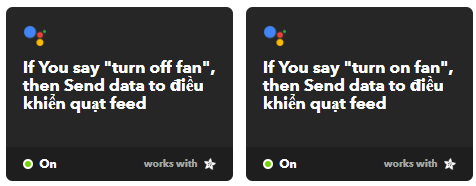 If You say "turn off fan",
then Send data to điều
khiển quạt feed
On
works with
If You say "turn on fan",
then Send data to điều
khiển quạt feed
On
works with